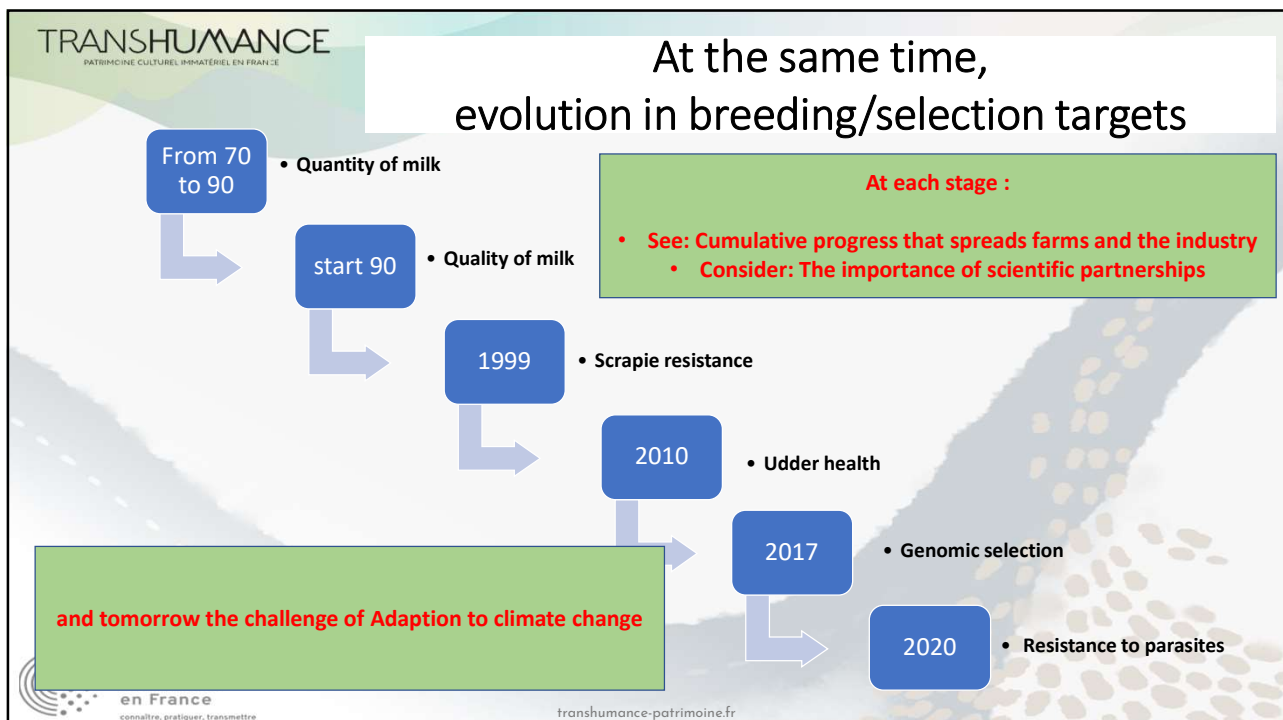 TRANSHUMANCE
PATRIMOINE CULTUREL IMMATÉRIEL EN FRANCE
At the same time,
evolution in breeding/selection targets
From 70
to 90
• Quantity of milk
At each stage :
• See: Cumulative progress that spreads farms and the industry
• Consider: The importance of scientific partnerships
start 90
• Quality of milk
1999
• Scrapie resistance
2010
• Udder health
2017
• Genomic selection
and tomorrow the challenge of Adaption to climate change
2020
• Resistance to parasites
en France
connaître, pratiquer, transmettre
transhumance-patrimoine.fr